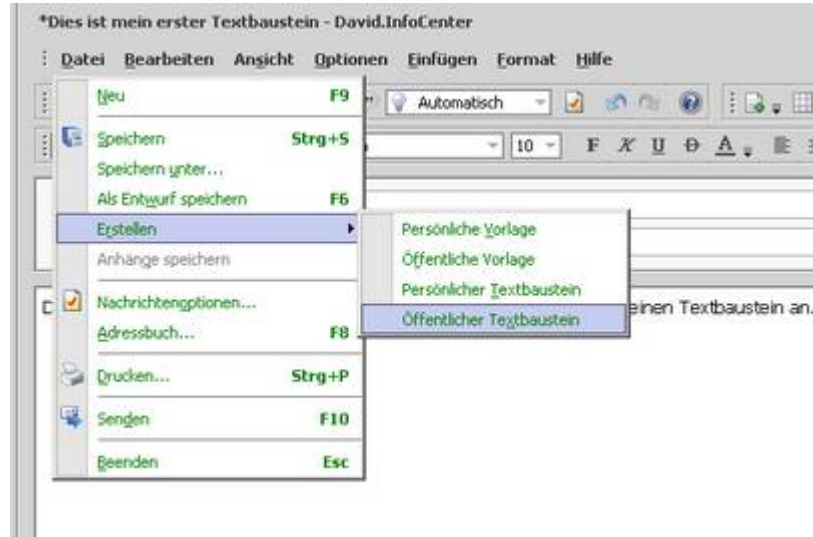 *Dies ist mein erster Textbaustein - David.InfoCenter
Datei Bearbeiten Ansicht Optionen Einfügen Format Hilfe
Neu F9
Automatisch
Speichern Strg+S
10 F K U D A
Speichern unter...
Als Entwurf speichern F6
Erstellen
Persönliche Vorlage
Anhänge speichern
Öffentliche Vorlage
Persönlicher Textbaustein
Nachrichtenoptionen...
einen Textbaustein an.
Öffentlicher Textbaustein
Adressbuch... F8
Drucken... Strg+P
Senden F10
Beenden Esc